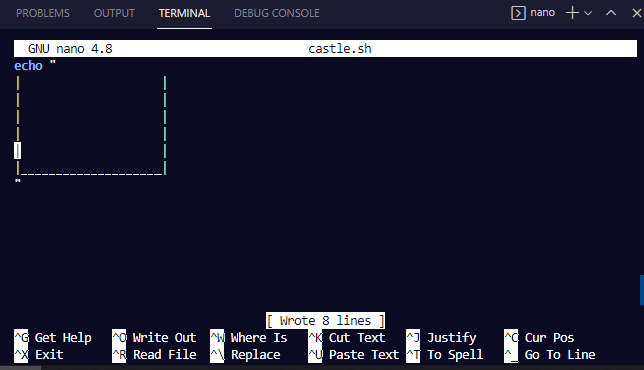 PROBLEMS OUTPUT TERMINAL DEBUG CONSOLE nano
GNU nano 4.8 castle.sh
echo "
|                    |
|                    |
|                    |
|                    |
|                    |
|____________________|
"
[ Wrote 8 lines ]
^G Get Help ^O Write Out ^W Where Is ^K Cut Text ^J Justify ^C Cur Pos
^X Exit ^R Read File ^\ Replace ^U Paste Text ^T To Spell ^_ Go To Line